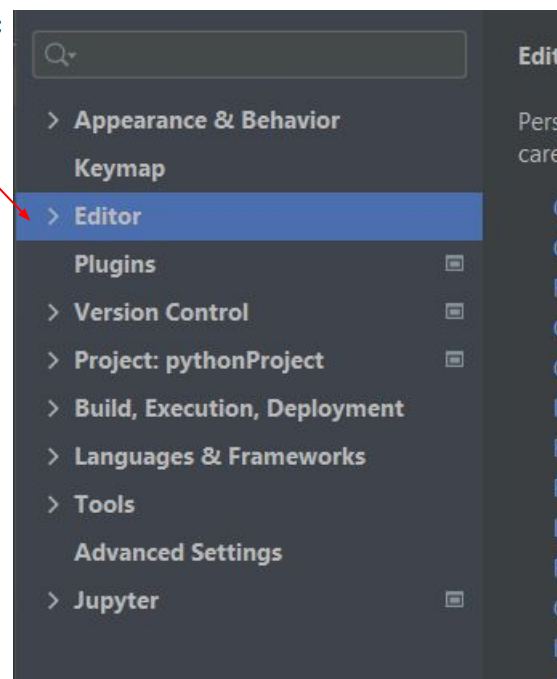 Appearance & Behavior
Keymap
Editor
Plugins
Version Control
Project: pythonProject
Build, Execution, Deployment
Languages & Frameworks
Tools
Advanced Settings
Jupyter